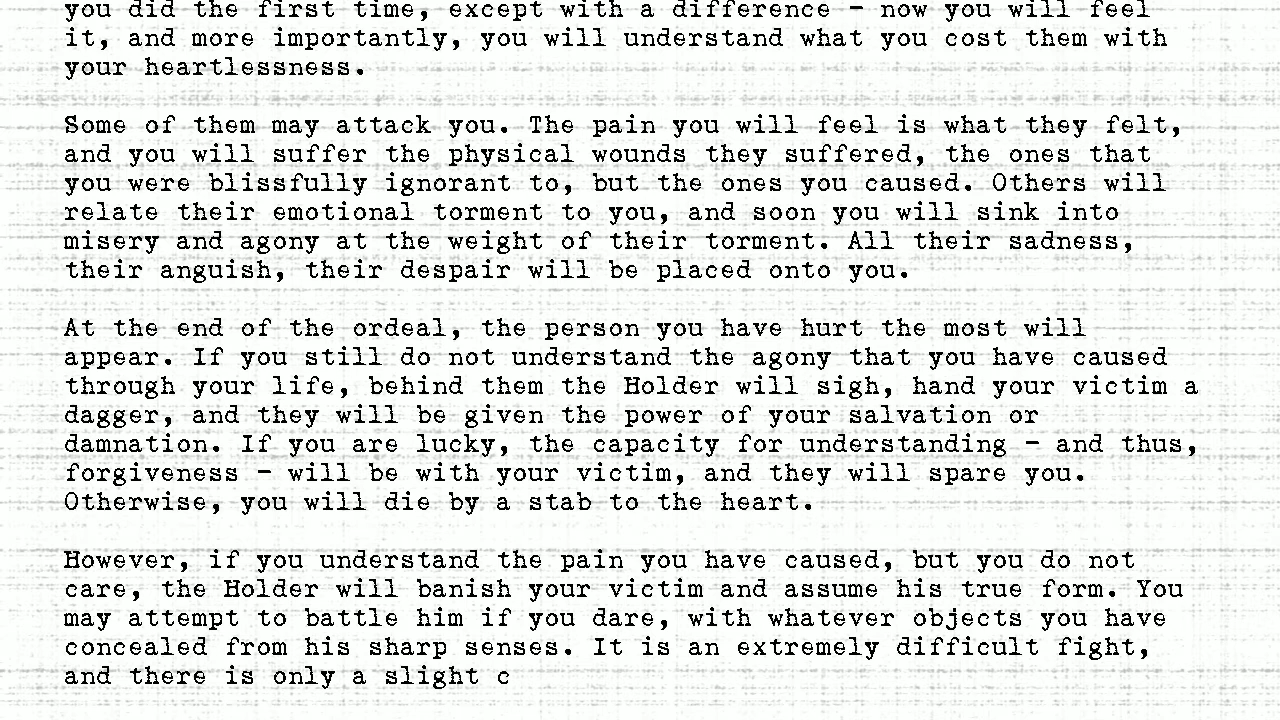 you did the first time, except with a difference - now you will feel
it, and more importantly, you will understand what you cost them with
your heartlessness.
Some of them may attack you. The pain you will feel is what they felt,
and you will suffer the physical wounds they suffered, the ones that
you were blissfully ignorant to, but the ones you caused. Others will
relate their emotional torment to you, and soon you will sink into
misery and agony at the weight of their torment. All their sadness,
their anguish, their despair will be placed onto you.
At the end of the ordeal, the person you have hurt the most will
appear. If you still do not understand the agony that you have caused
through your life, behind them the Holder will sigh, hand your victim a
dagger, and they will be given the power of your salvation or
damnation. If you are lucky, the capacity for understanding - and thus,
forgiveness - will be with your victim, and they will spare you.
Otherwise, you will die by a stab to the heart.
However, if you understand the pain you have caused, but you do not
care, the Holder will banish your victim and assume his true form. You
may attempt to battle him if you dare, with whatever objects you have
concealed from his sharp senses. It is an extremely difficult fight,
and there is only a slight c